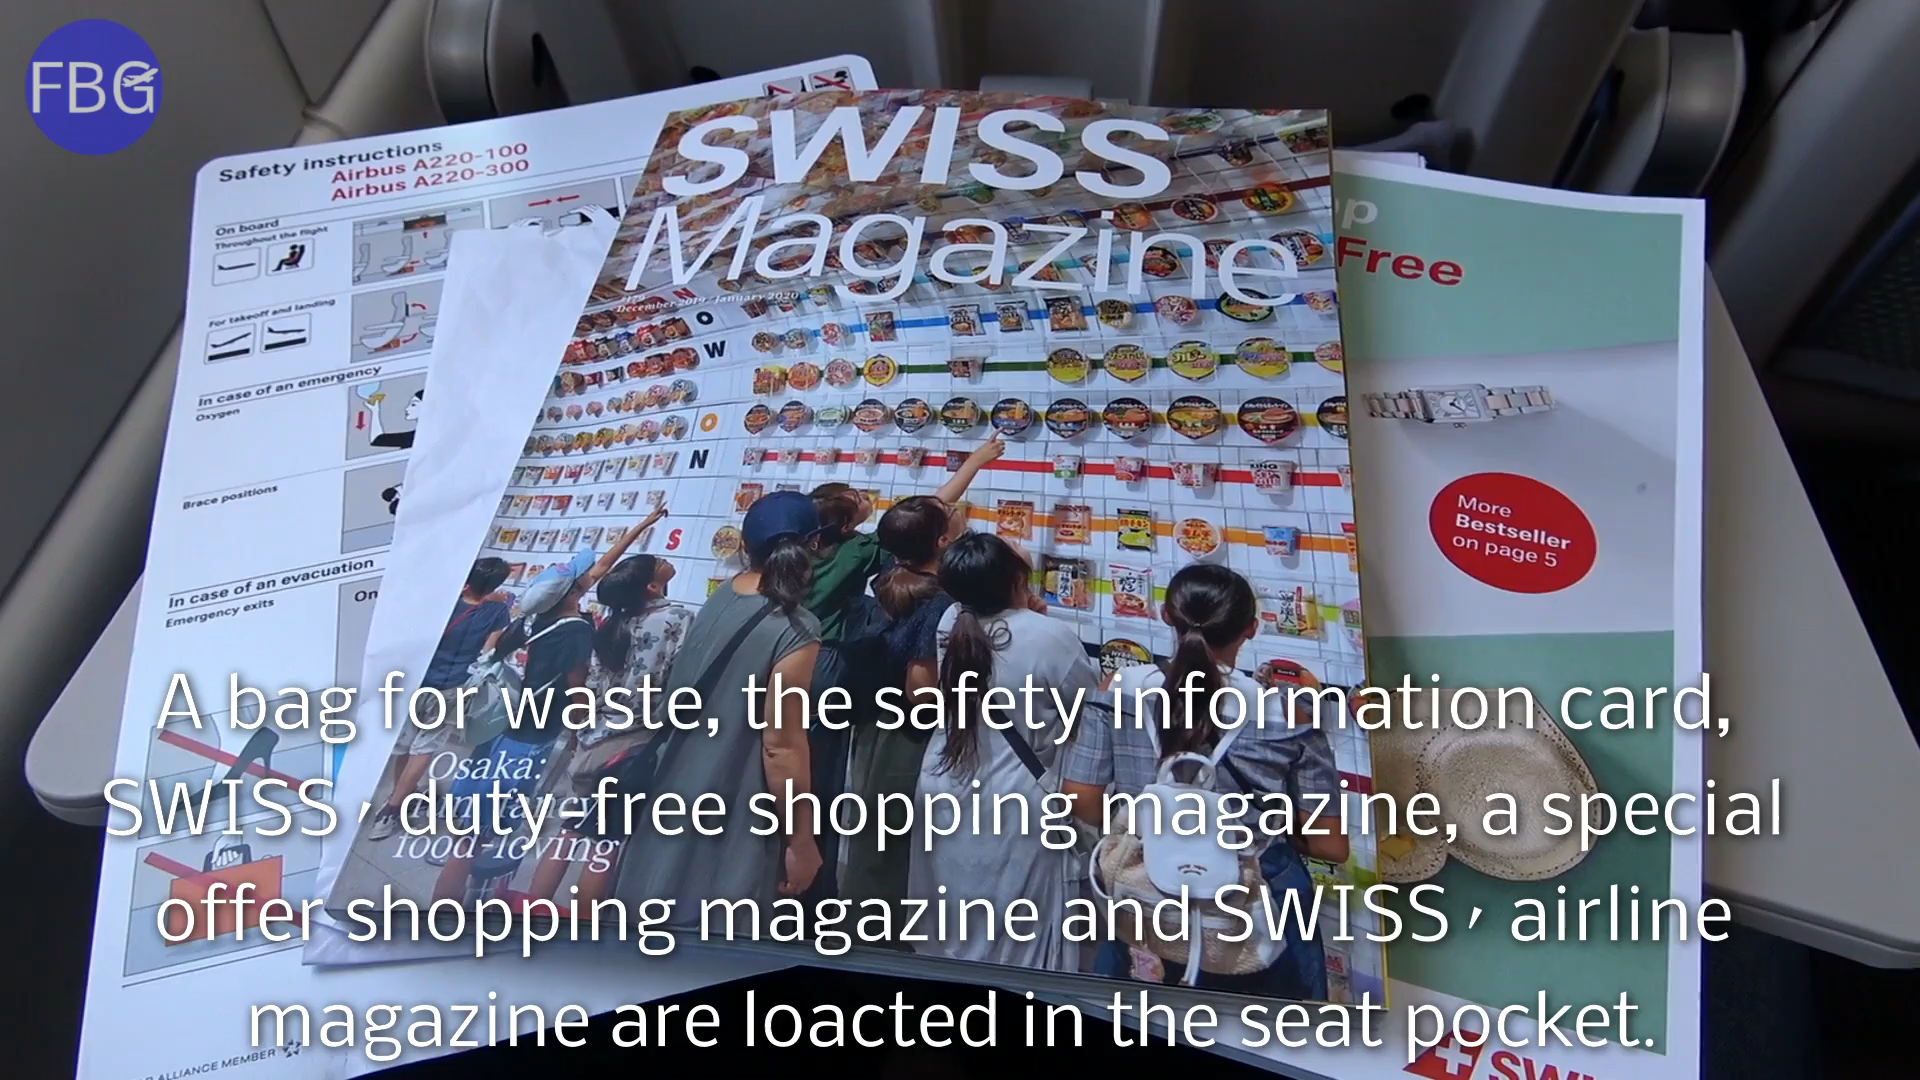 FBG
Safety instructions
Airbus A220-100
Airbus A220-300
On board
Throughout the flight
For takeoff and landing
In case of an emergency
Oxygen
Brace positions
In case of an evacuation
Emergency exits
On
ALLIANCE MEMBER
SWISS
Magazine
December 2019 / January 2020
O
W
O
N
S
Osaka:
fun, fancy,
food-loving
Free
More
Bestseller
on page 5
A bag for waste, the safety information card,
SWISS' duty-free shopping magazine, a special
offer shopping magazine and SWISS' airline
magazine are loacted in the seat pocket.